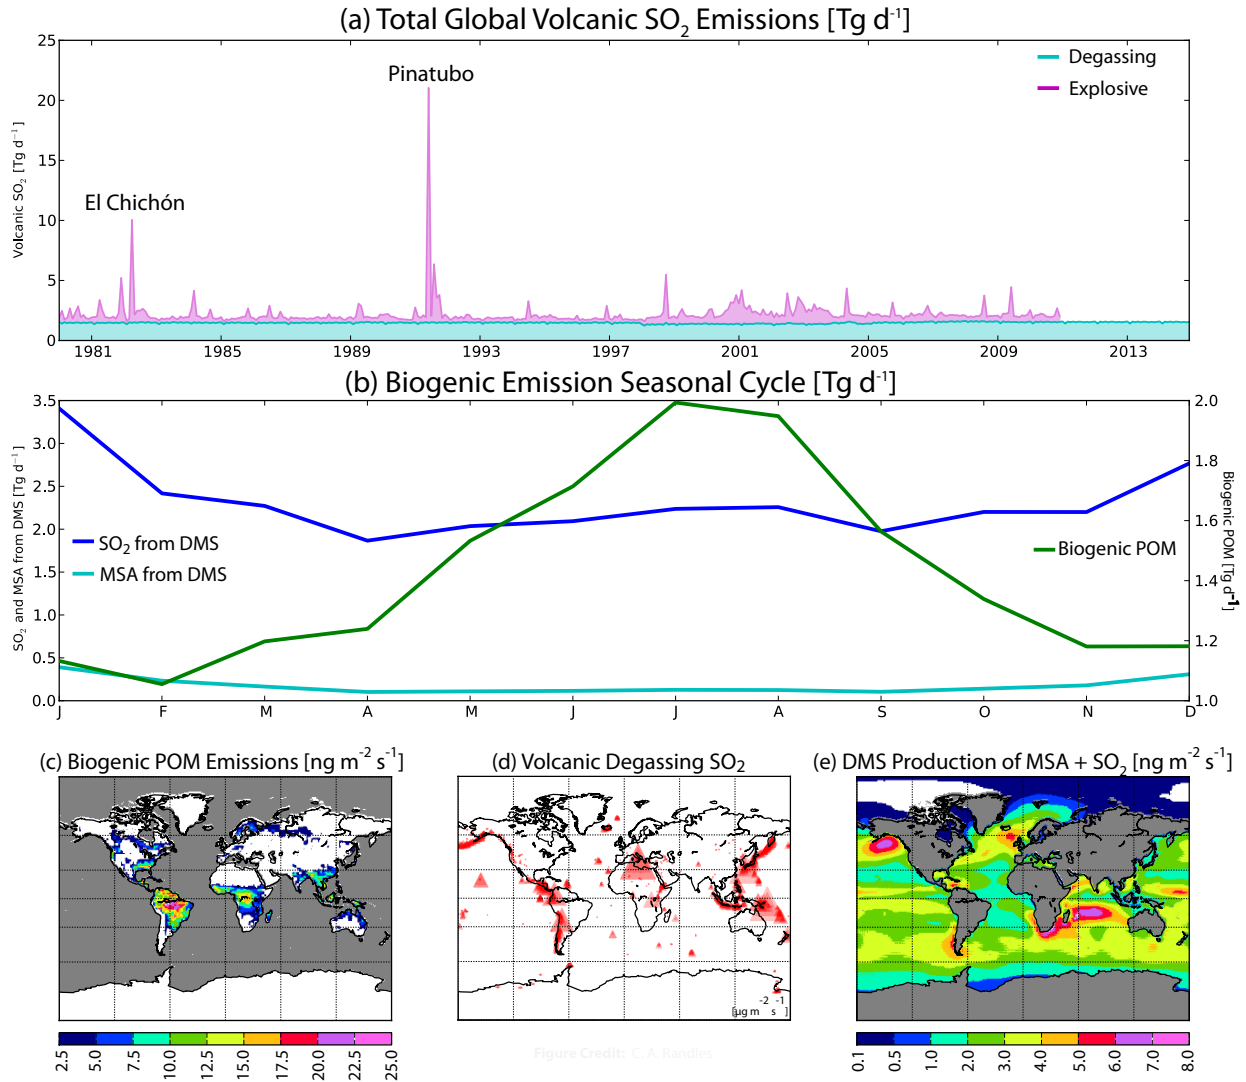 (a) Total Global Volcanic SO₂ Emissions [Tg d⁻¹]
Volcanic SO₂ [Tg d⁻¹]
25
20
15
10
5
0
Pinatubo
El Chichón
Degassing
Explosive
1981 1985 1989 1993 1997 2001 2005 2009 2013
(b) Biogenic Emission Seasonal Cycle [Tg d⁻¹]
SO₂ and MSA from DMS [Tg d⁻¹]
3.5
3.0
2.5
2.0
1.5
1.0
0.5
0.0
SO₂ from DMS
MSA from DMS
Biogenic POM
2.0
1.8
1.6
1.4
1.2
1.0
Biogenic POM [Tg d⁻¹]
J F M A M J J A S O N D
(c) Biogenic POM Emissions [ng m⁻² s⁻¹]
2.5 5.0 7.5 10.0 12.5 15.0 17.5 20.0 22.5 25.0
(d) Volcanic Degassing SO₂
[µg m⁻² s⁻¹]
(e) DMS Production of MSA + SO₂ [ng m⁻² s⁻¹]
0.1 0.5 1.0 2.0 3.0 4.0 5.0 6.0 7.0 8.0
Figure Credit: C. A. Randles